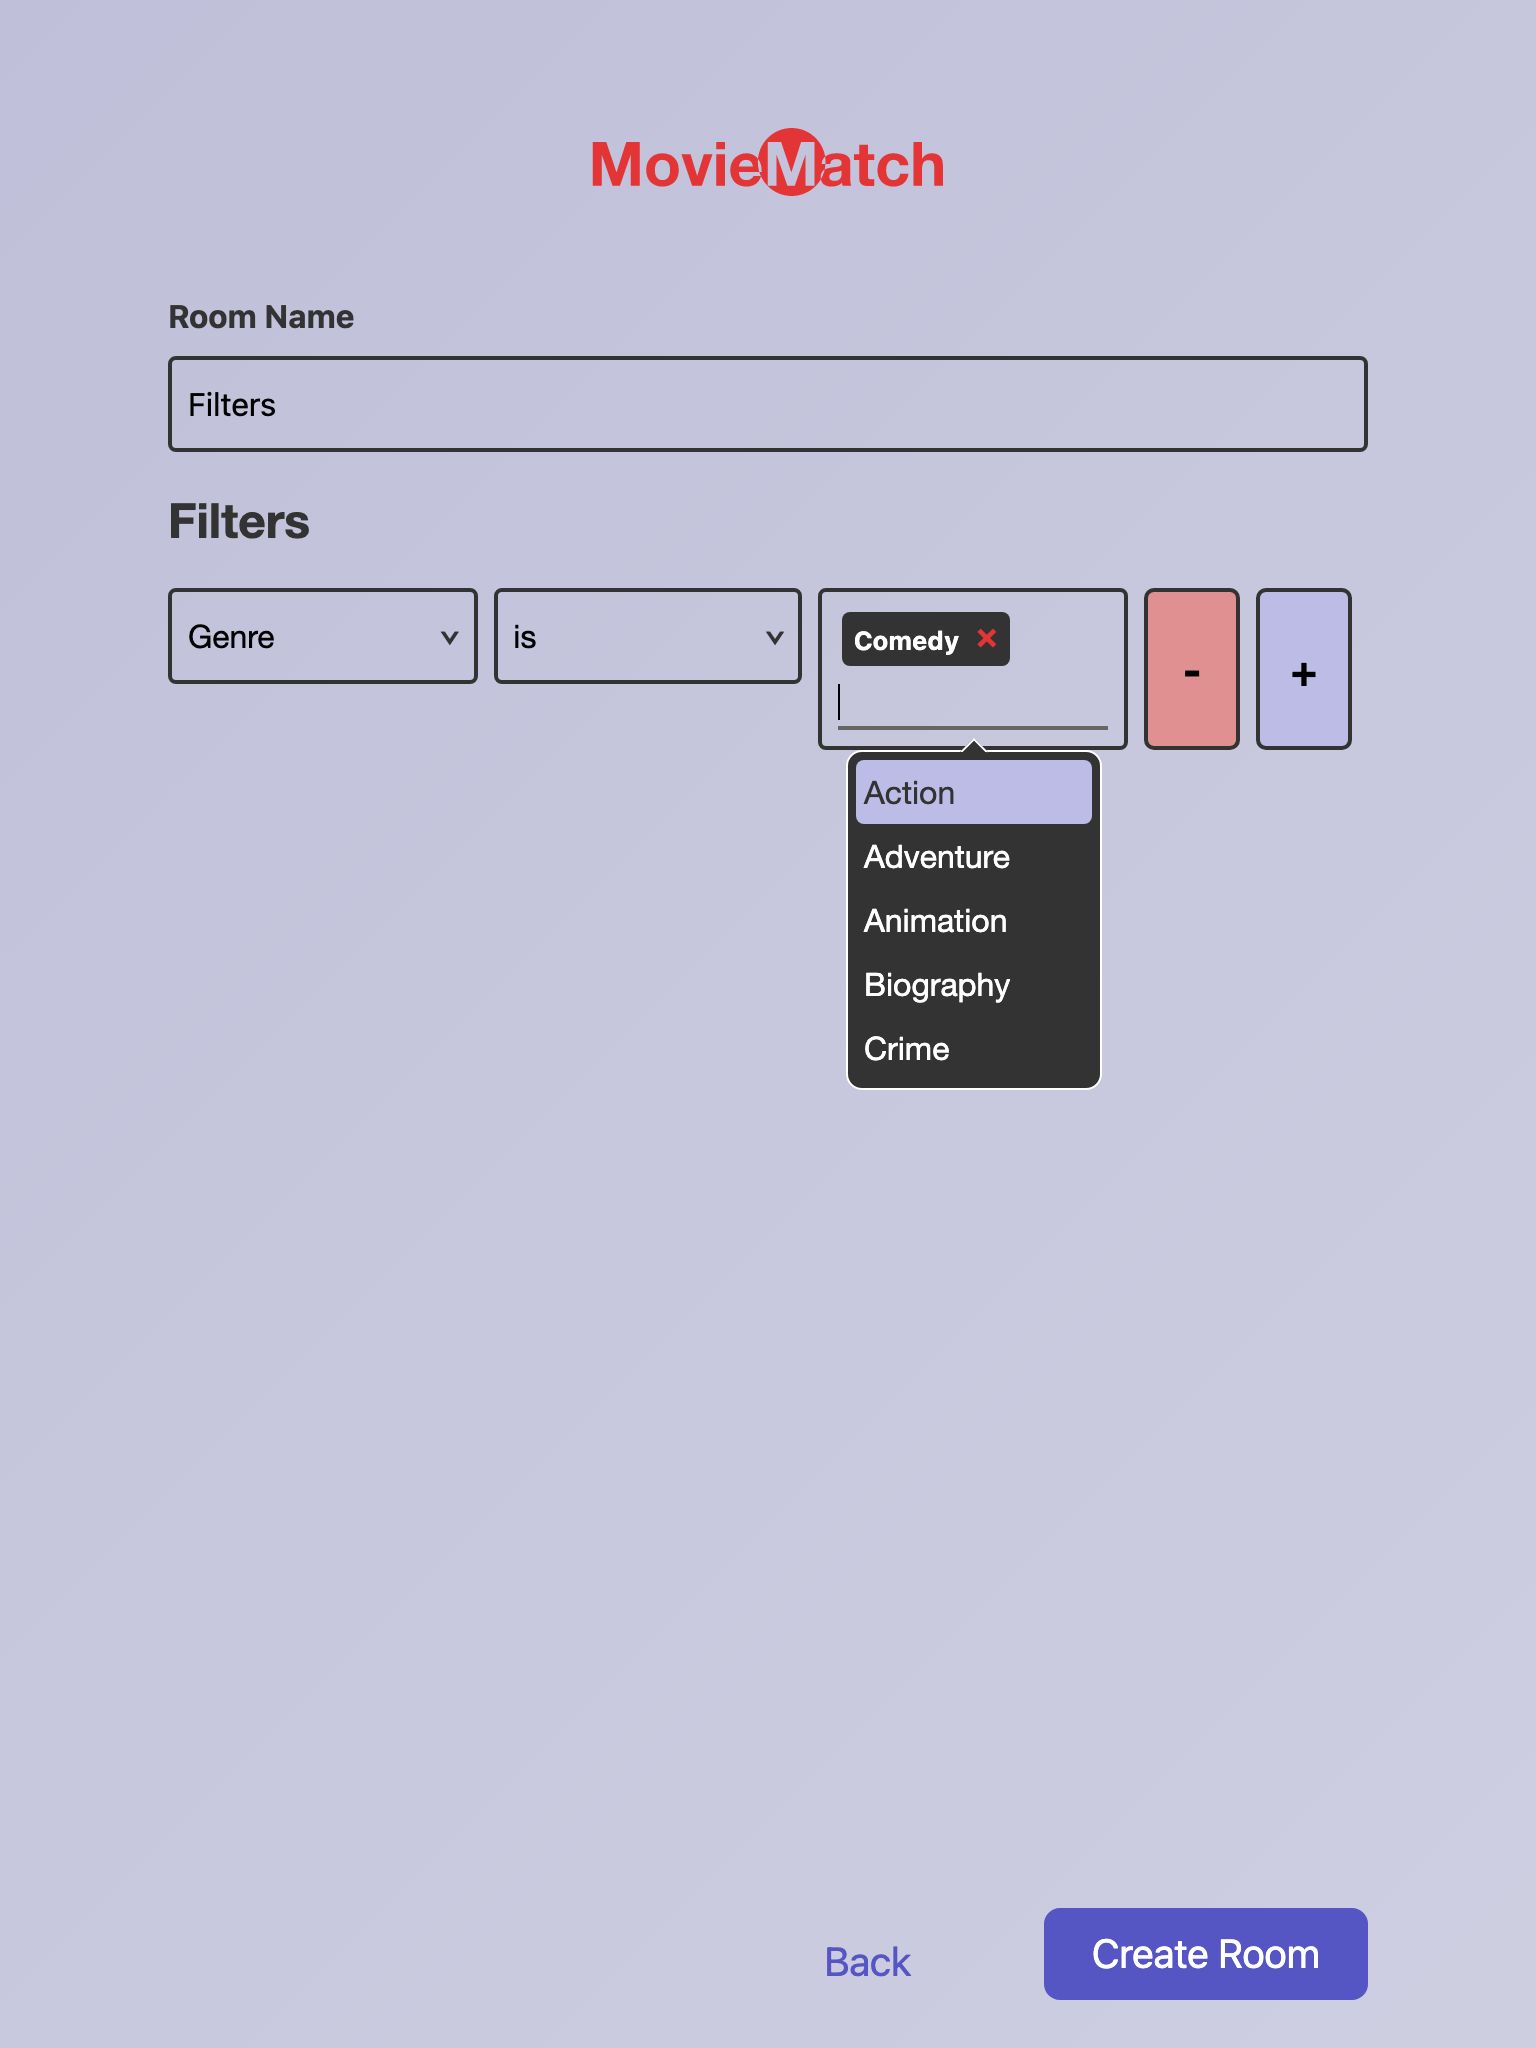 MovieMatch
Room Name
Filters
Filters
Genre
is
Comedy ×
-
+
Action
Adventure
Animation
Biography
Crime
Back
Create Room